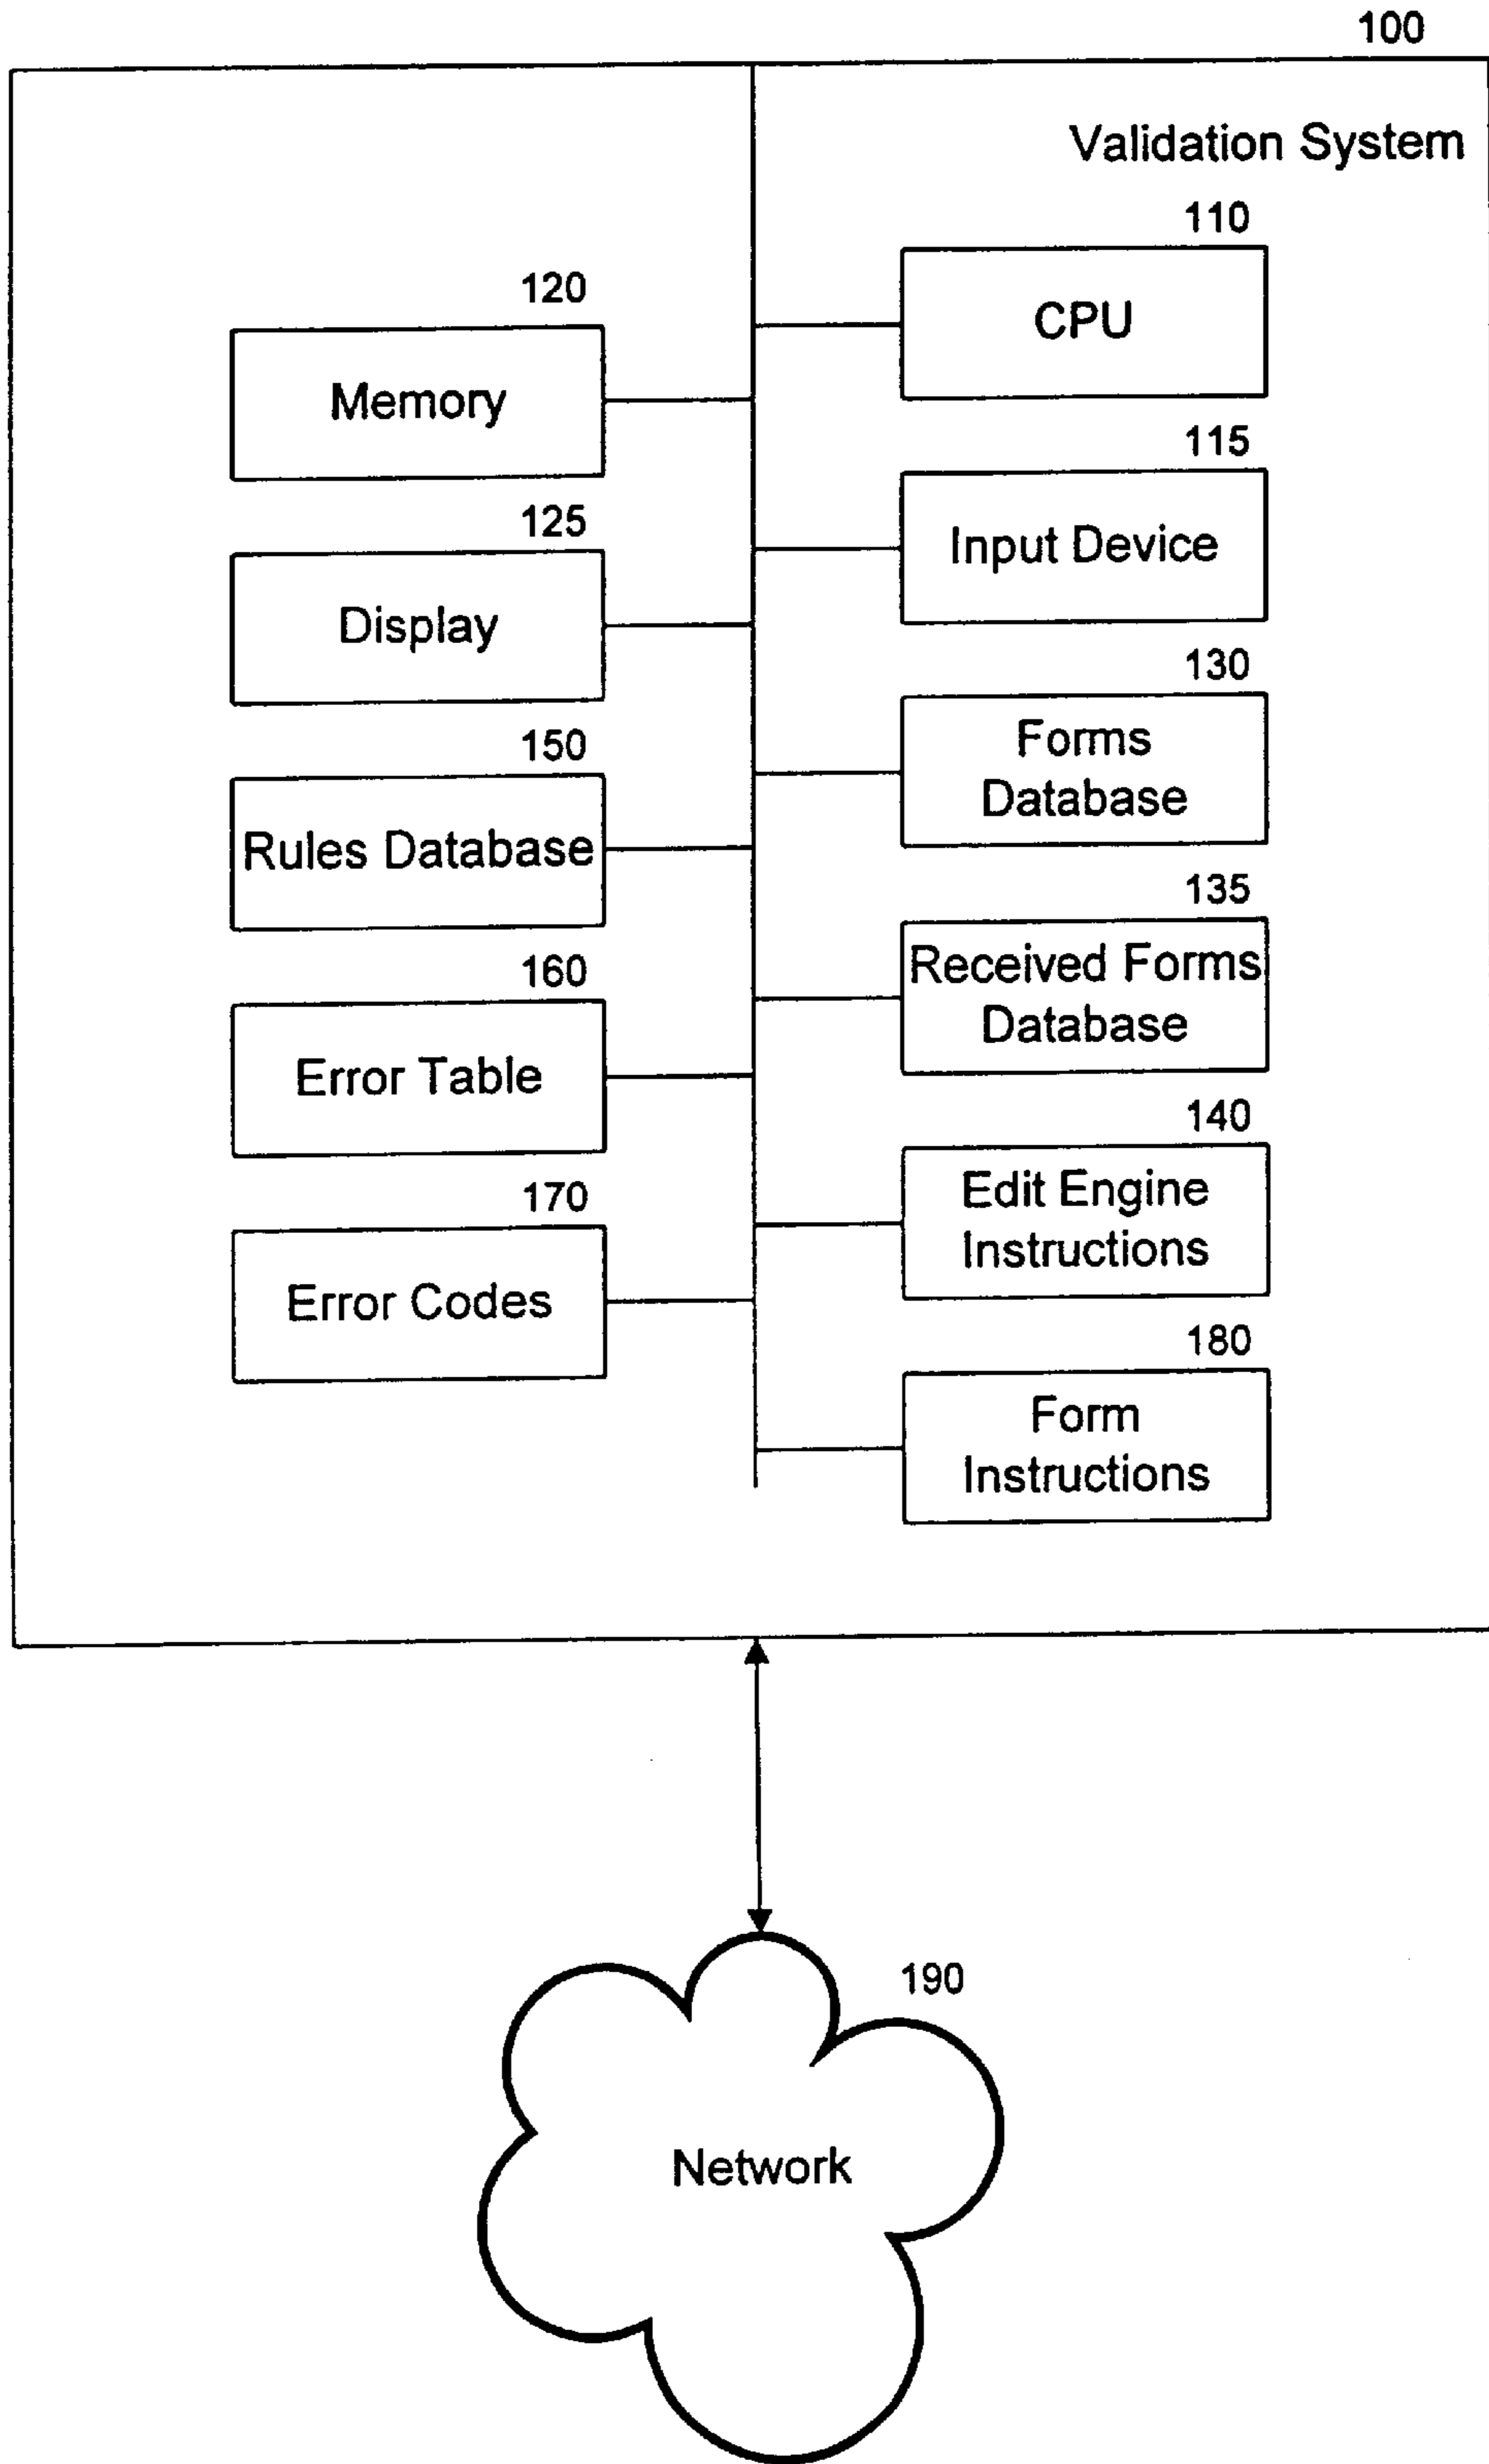 100
Validation System
110
CPU
120
Memory
115
Input Device
125
Display
130
Forms
Database
150
Rules Database
135
Received Forms
Database
160
Error Table
140
Edit Engine
Instructions
170
Error Codes
180
Form
Instructions
190
Network